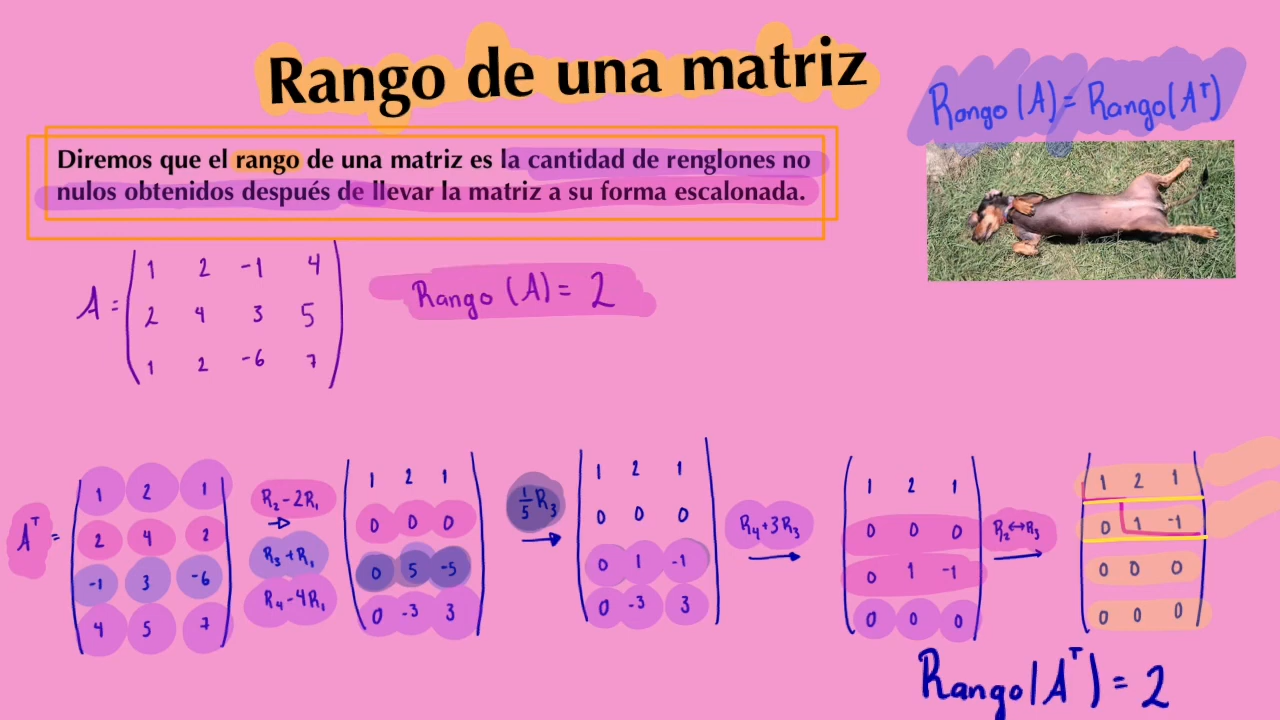 Rango de una matriz
Rango (A) = Rango(Aᵀ)
Diremos que el rango de una matriz es la cantidad de renglones no
nulos obtenidos después de llevar la matriz a su forma escalonada.
A = ( 1 2 -1 4
2 4 3 5
1 2 -6 7 )
Rango (A) = 2
Aᵀ = ( 1 2 1
2 4 2
-1 3 -6
4 5 7 )
R₂ - 2R₁
R₃ + R₁
R₄ - 4R₁
( 1 2 1
0 0 0
0 5 -5
0 -3 3 )
1/5 R₃
( 1 2 1
0 0 0
0 1 -1
0 -3 3 )
R₄ + 3R₃
( 1 2 1
0 0 0
0 1 -1
0 0 0 )
R₂ ↔ R₃
( 1 2 1
0 1 -1
0 0 0
0 0 0 )
Rango(Aᵀ) = 2